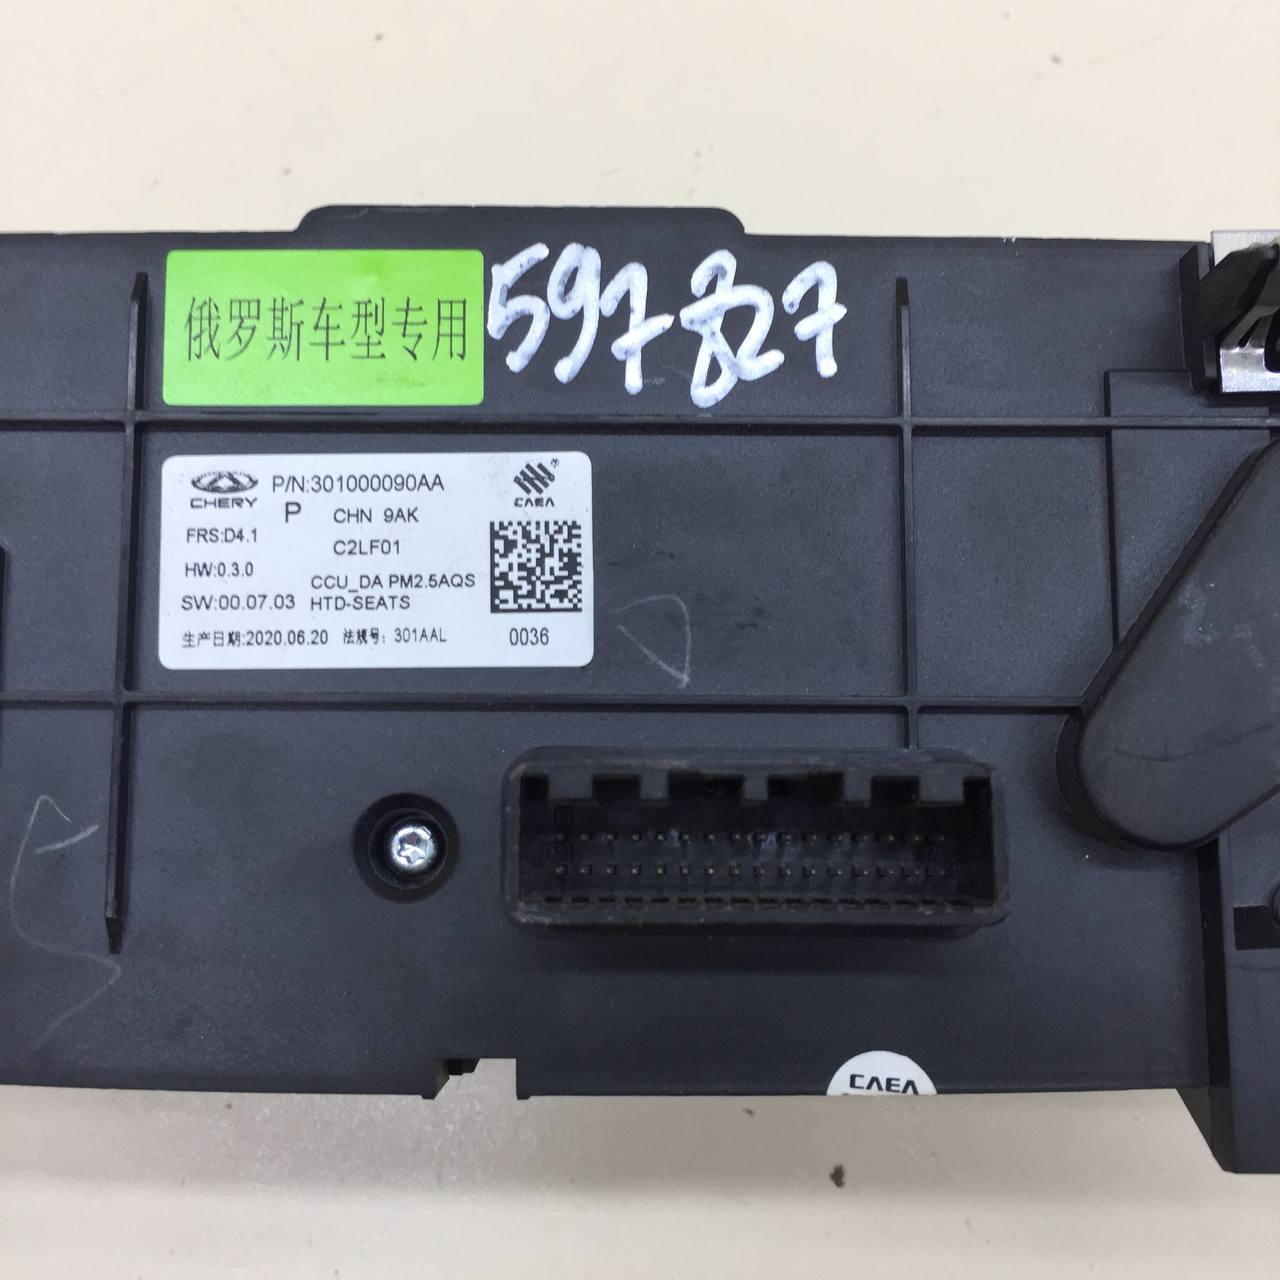 俄罗斯车型专用
597 727
CHERY
P/N:301000090AA
CAEA
P
CHN 9AK
FRS:D4.1
C2LF01
HW:0.3.0
CCU_DA PM2.5AQS
SW:00.07.03
HTD-SEATS
生产日期:2020.06.20
法规号: 301AAL
0036
CAEA